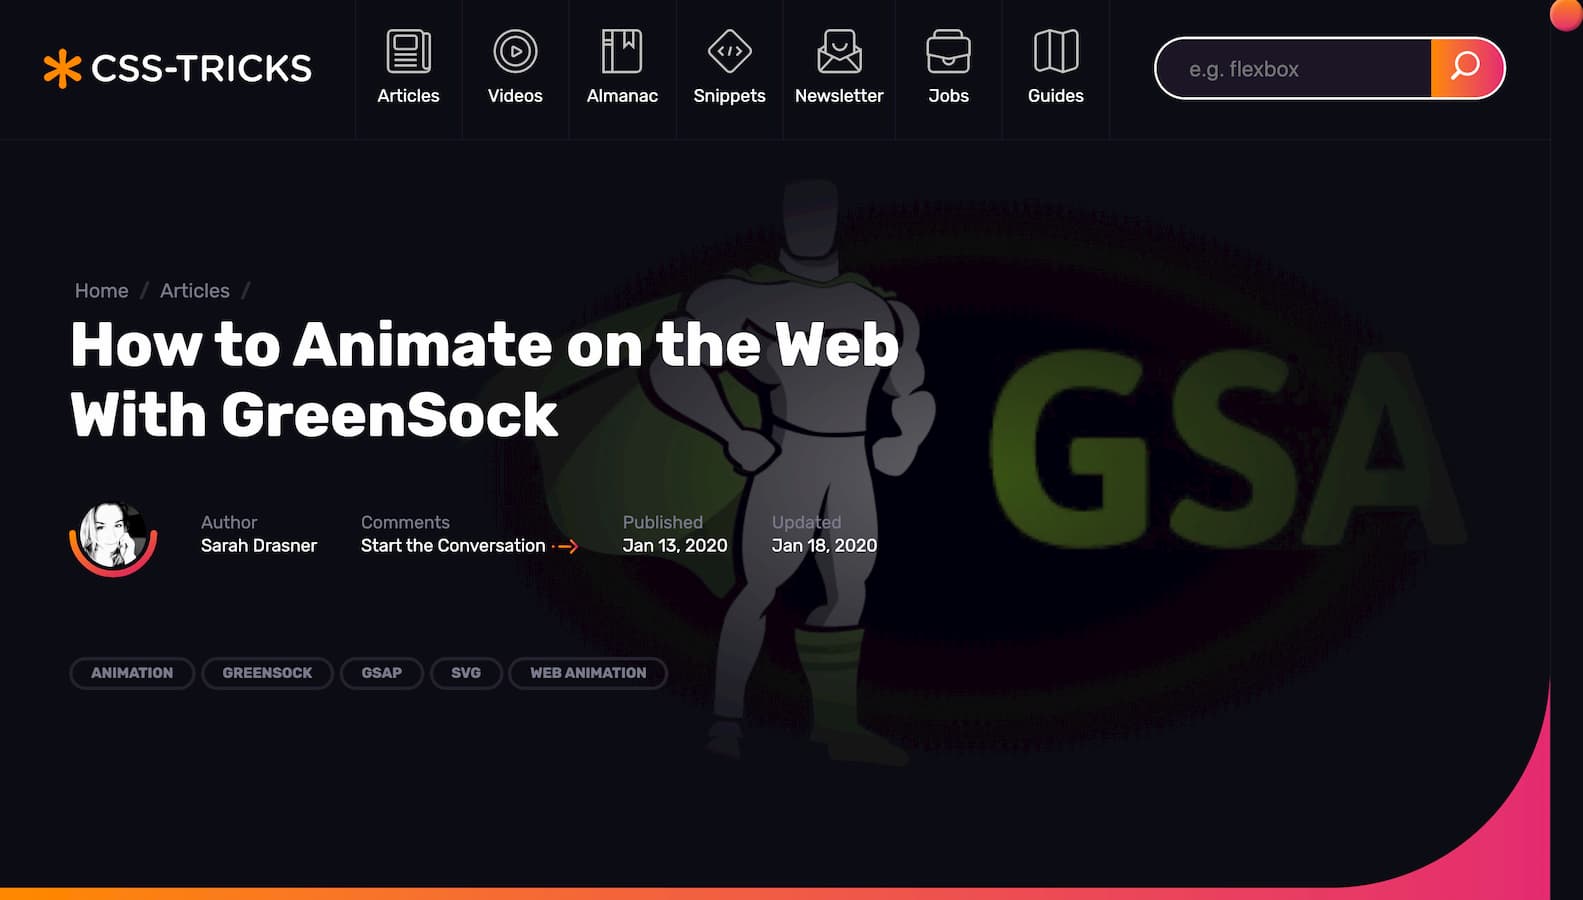 CSS-TRICKS
Articles
Videos
Almanac
Snippets
Newsletter
Jobs
Guides
e.g. flexbox
Home / Articles /
How to Animate on the Web
With GreenSock
GSA
Author
Sarah Drasner
Comments
Start the Conversation
Published
Jan 13, 2020
Updated
Jan 18, 2020
ANIMATION
GREENSOCK
GSAP
SVG
WEB ANIMATION